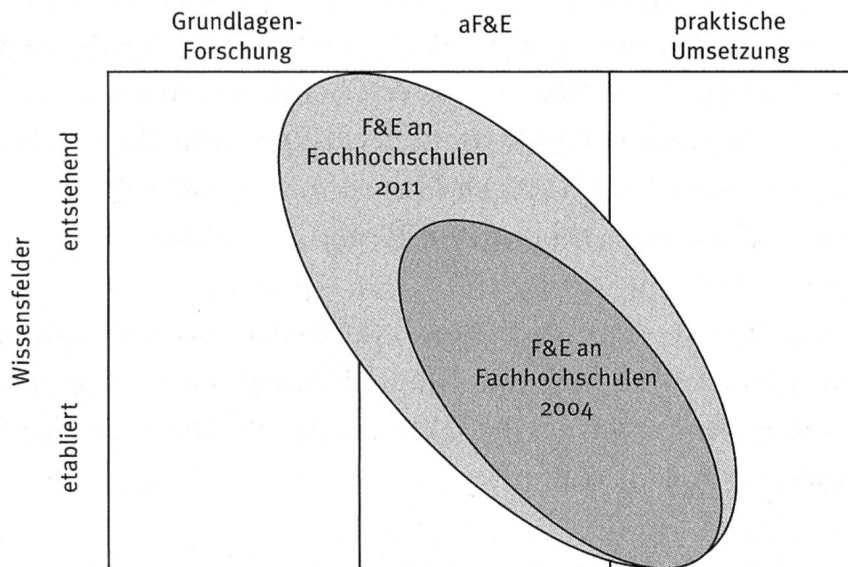 Grundlagen-
Forschung
aF&E
praktische
Umsetzung
F&E an
Fachhochschulen
2011
Wissensfelder
entstehend
F&E an
Fachhochschulen
2004
etabliert